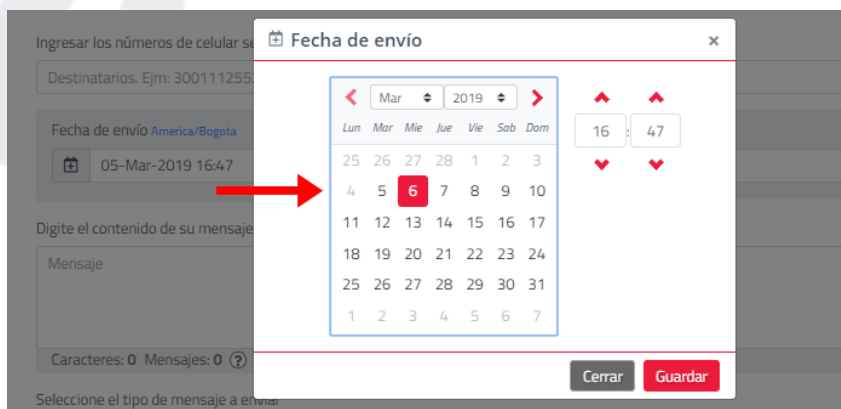 Ingresar los números de celular se
Destinatarios. Ejm: 300111255
Fecha de envío America/Bogota
05-Mar-2019 16:47
Digite el contenido de su mensaje
Mensaje
Caracteres: 0 Mensajes: 0 ?
Seleccione el tipo de mensaje a enviar
Fecha de envío ×
Mar 2019
Lun Mar Mie Jue Vie Sab Dom
25 26 27 28 1 2 3
4 5 6 7 8 9 10
11 12 13 14 15 16 17
18 19 20 21 22 23 24
25 26 27 28 29 30 31
1 2 3 4 5 6 7
16 : 47
Cerrar Guardar